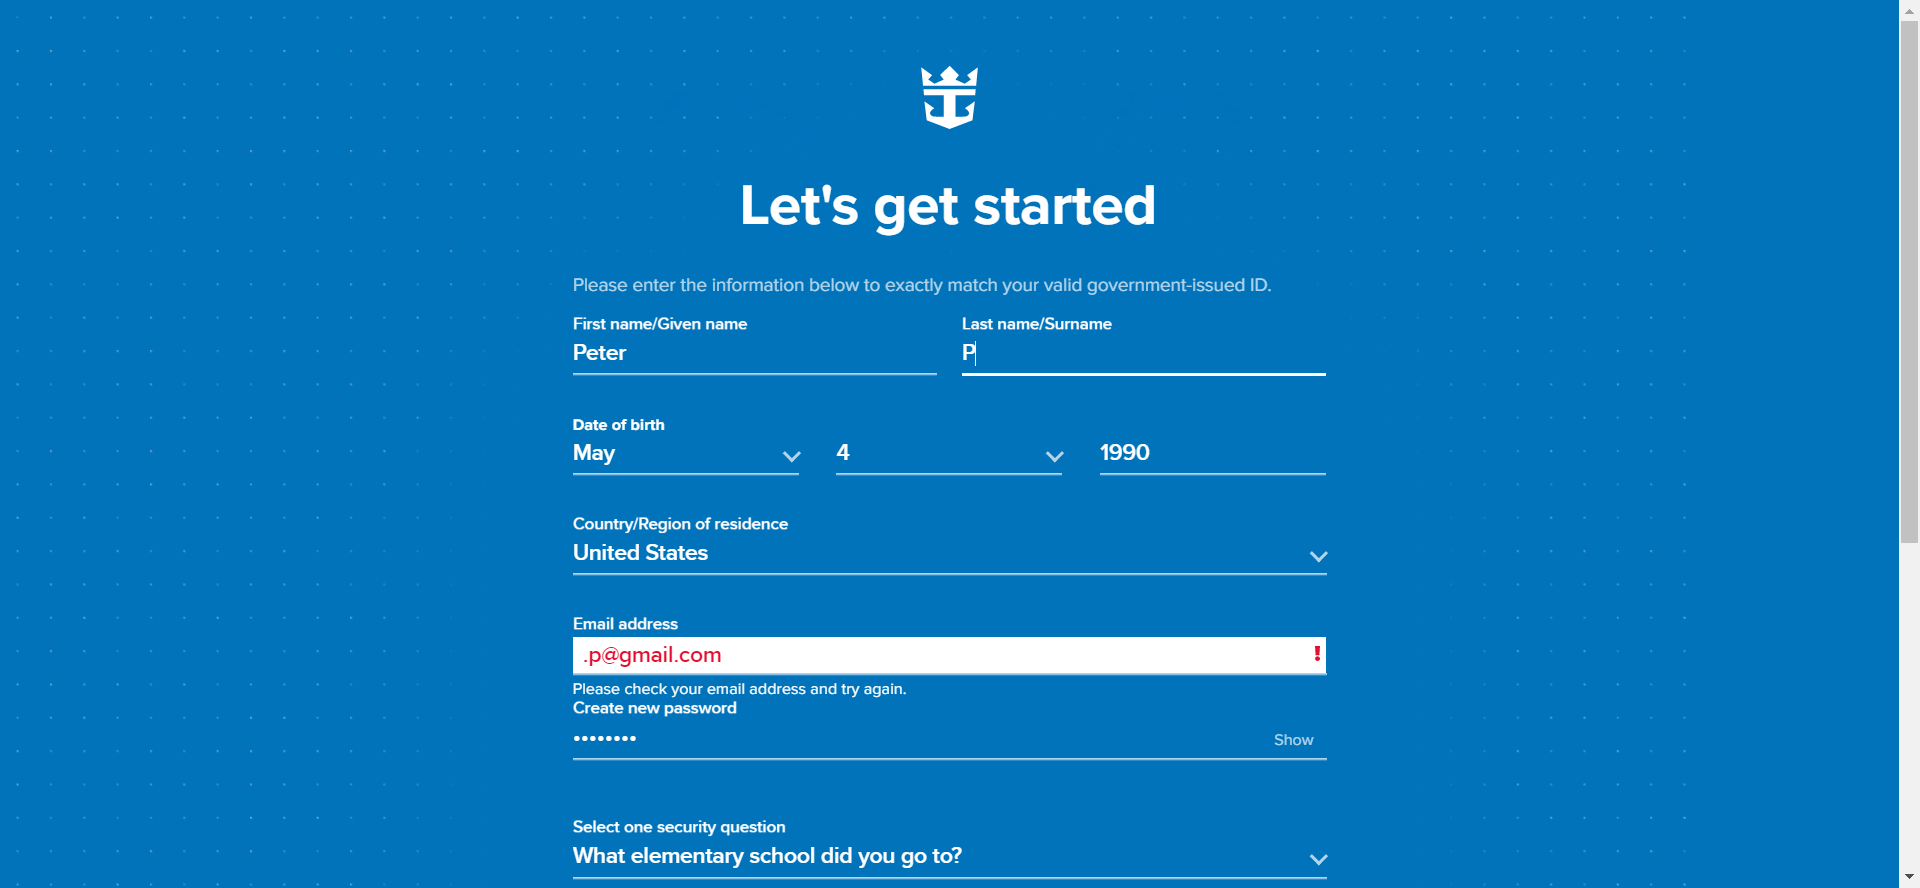 Let's get started
Please enter the information below to exactly match your valid government-issued ID.
First name/Given name
Last name/Surname
Peter
P
Date of birth
May
4
1990
Country/Region of residence
United States
Email address
.p@gmail.com
!
Please check your email address and try again.
Create new password
••••••••
Show
Select one security question
What elementary school did you go to?